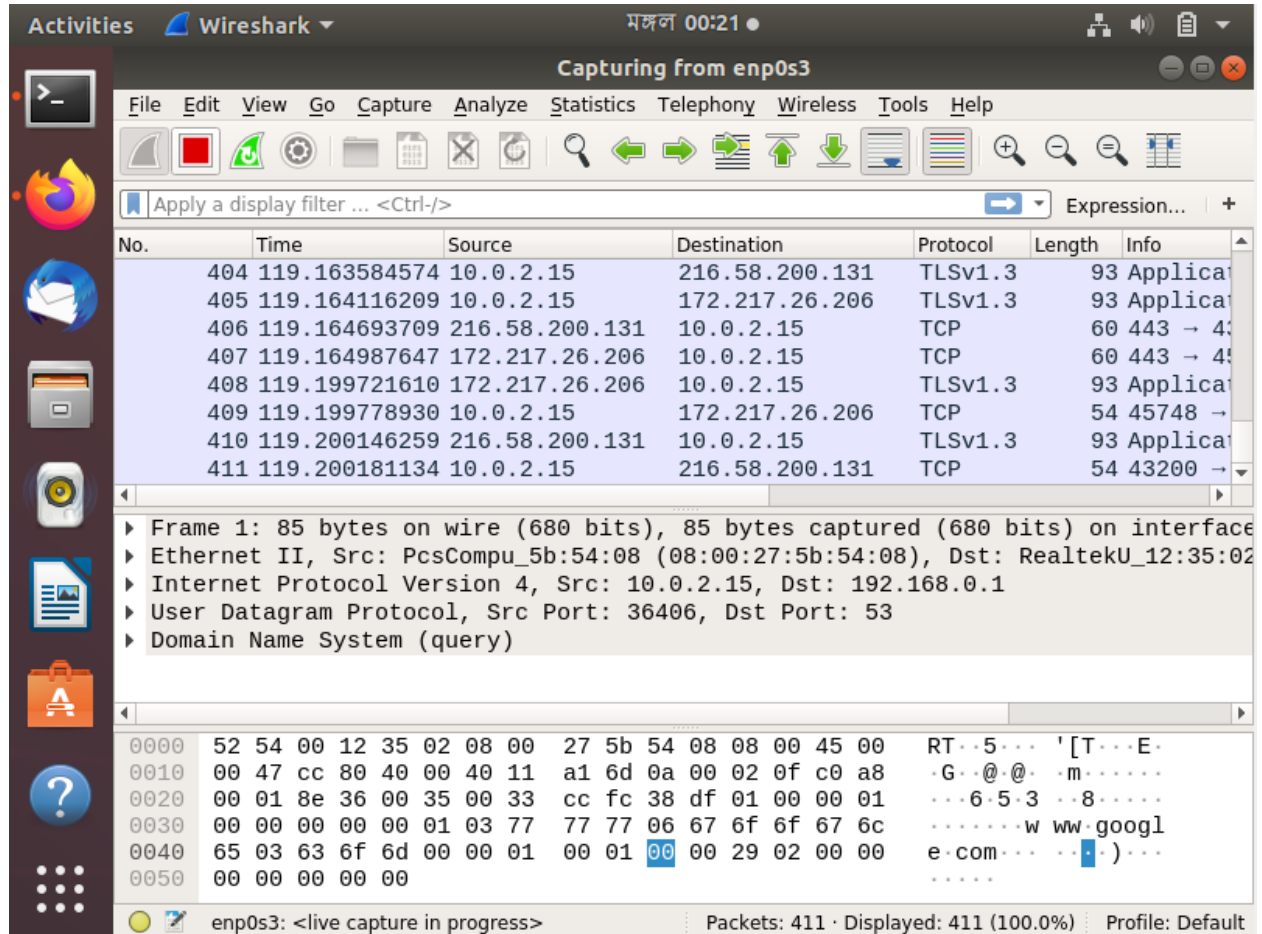 Activities Wireshark মঙ্গল 00:21
Capturing from enp0s3
File Edit View Go Capture Analyze Statistics Telephony Wireless Tools Help
Apply a display filter ... <Ctrl-/> Expression... +
No. Time Source Destination Protocol Length Info
404 119.163584574 10.0.2.15 216.58.200.131 TLSv1.3 93 Applicat
405 119.164116209 10.0.2.15 172.217.26.206 TLSv1.3 93 Applicat
406 119.164693709 216.58.200.131 10.0.2.15 TCP 60 443 → 43
407 119.164987647 172.217.26.206 10.0.2.15 TCP 60 443 → 45
408 119.199721610 172.217.26.206 10.0.2.15 TLSv1.3 93 Applicat
409 119.199778930 10.0.2.15 172.217.26.206 TCP 54 45748 →
410 119.200146259 216.58.200.131 10.0.2.15 TLSv1.3 93 Applicat
411 119.200181134 10.0.2.15 216.58.200.131 TCP 54 43200 →
Frame 1: 85 bytes on wire (680 bits), 85 bytes captured (680 bits) on interface
Ethernet II, Src: PcsCompu_5b:54:08 (08:00:27:5b:54:08), Dst: RealtekU_12:35:02
Internet Protocol Version 4, Src: 10.0.2.15, Dst: 192.168.0.1
User Datagram Protocol, Src Port: 36406, Dst Port: 53
Domain Name System (query)
0000 52 54 00 12 35 02 08 00 27 5b 54 08 08 00 45 00 RT··5··· '[T···E·
0010 00 47 cc 80 40 00 40 11 a1 6d 0a 00 02 0f c0 a8 ·G··@·@· ·m······
0020 00 01 8e 36 00 35 00 33 cc fc 38 df 01 00 00 01 ···6·5·3 ··8·····
0030 00 00 00 00 00 01 03 77 77 77 06 67 6f 6f 67 6c ·······w ww·googl
0040 65 03 63 6f 6d 00 00 01 00 01 00 00 29 02 00 00 e·com··· ····)···
0050 00 00 00 00 00 ·····
enp0s3: <live capture in progress> Packets: 411 · Displayed: 411 (100.0%) Profile: Default